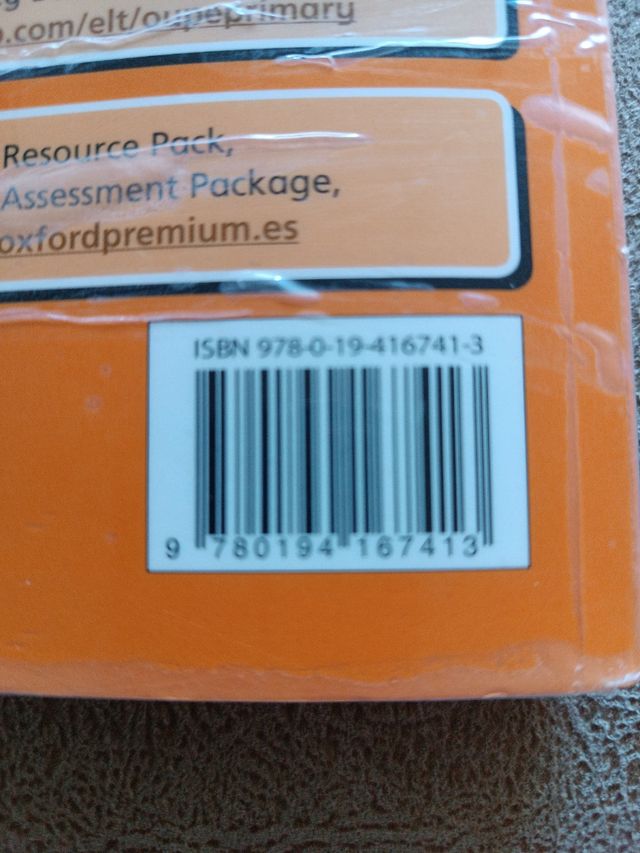 .com/elt/oupeprimary
Resource Pack,
Assessment Package,
oxfordpremium.es
ISBN 978-0-19-416741-3
9 780194 167413